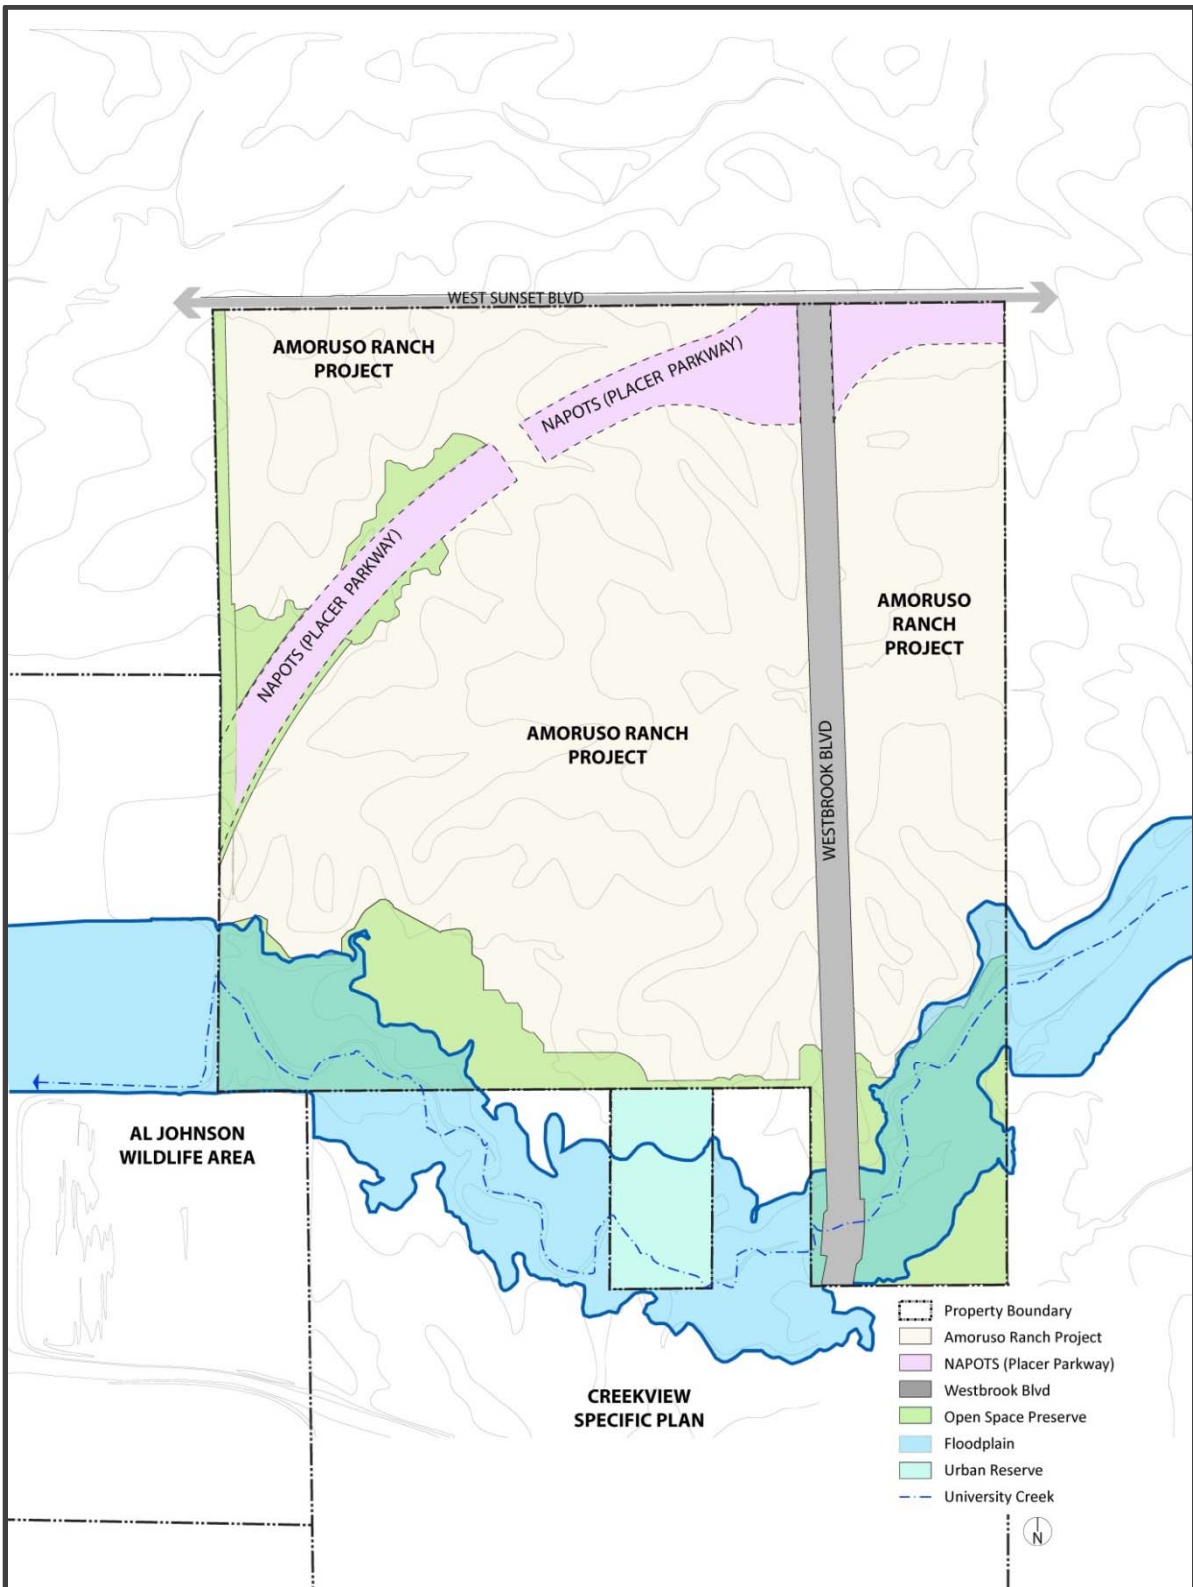 WEST SUNSET BLVD
AMORUSO RANCH
PROJECT
NAPOTS (PLACER PARKWAY)
NAPOTS (PLACER PARKWAY)
AMORUSO
RANCH
PROJECT
AMORUSO RANCH
PROJECT
WESTBROOK BLVD
AL JOHNSON
WILDLIFE AREA
CREEKVIEW
SPECIFIC PLAN
Property Boundary
Amoruso Ranch Project
NAPOTS (Placer Parkway)
Westbrook Blvd
Open Space Preserve
Floodplain
Urban Reserve
University Creek
N